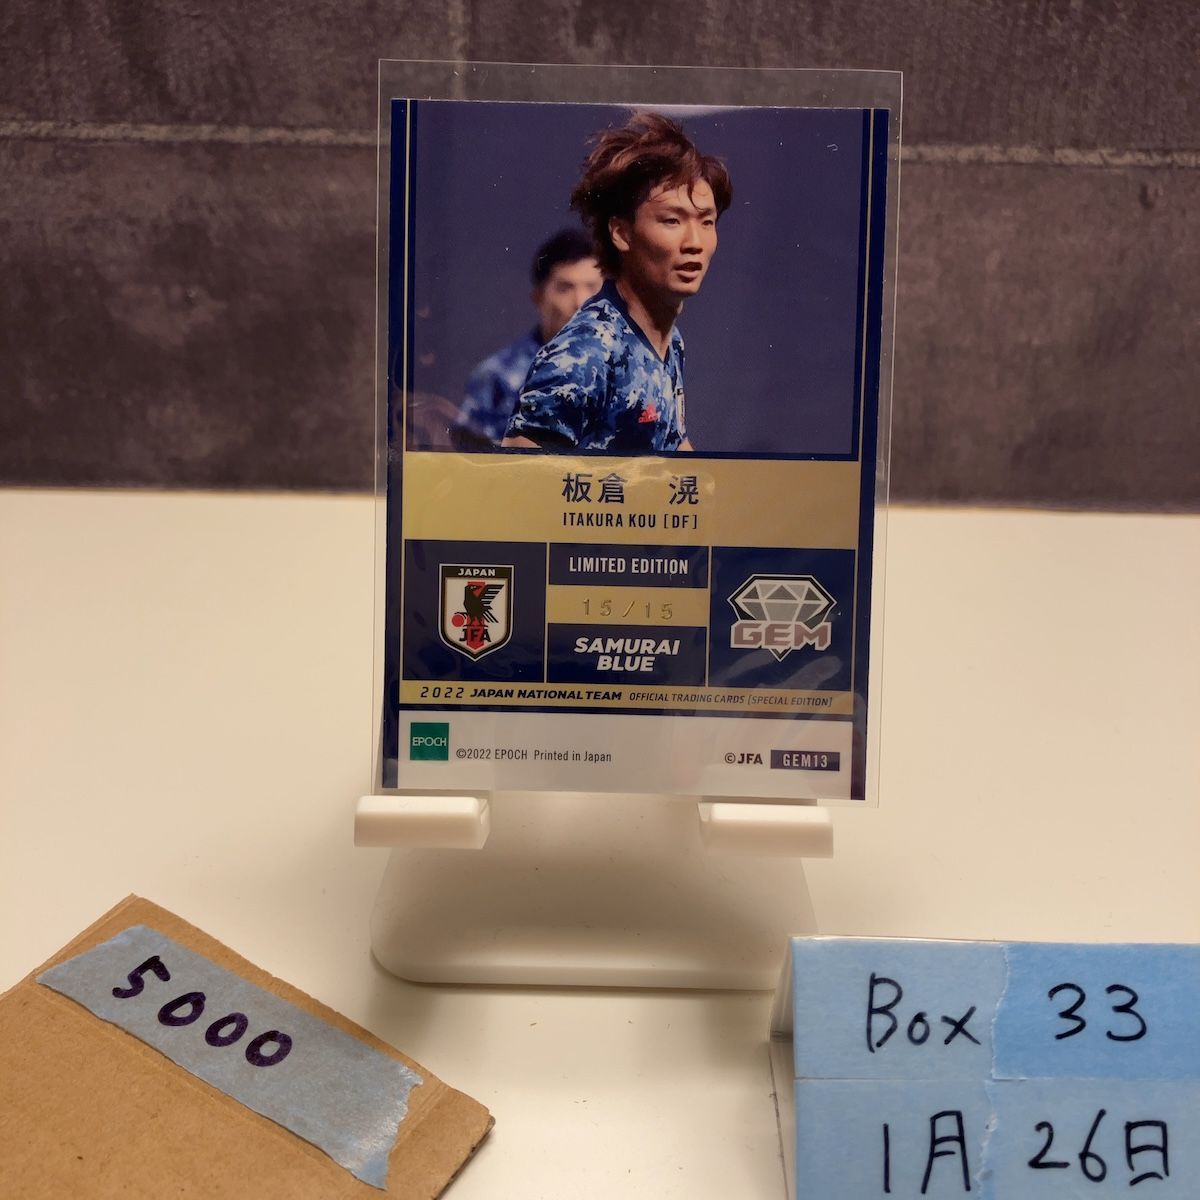 板倉 滉
ITAKURA KOU [DF]
JAPAN
JFA
LIMITED EDITION
15/15
SAMURAI
BLUE
GEM
2022 JAPAN NATIONAL TEAM OFFICIAL TRADING CARDS [SPECIAL EDITION]
EPOCH
©2022 EPOCH Printed in Japan
©JFA GEM13
5000
Box 33
1月 26日